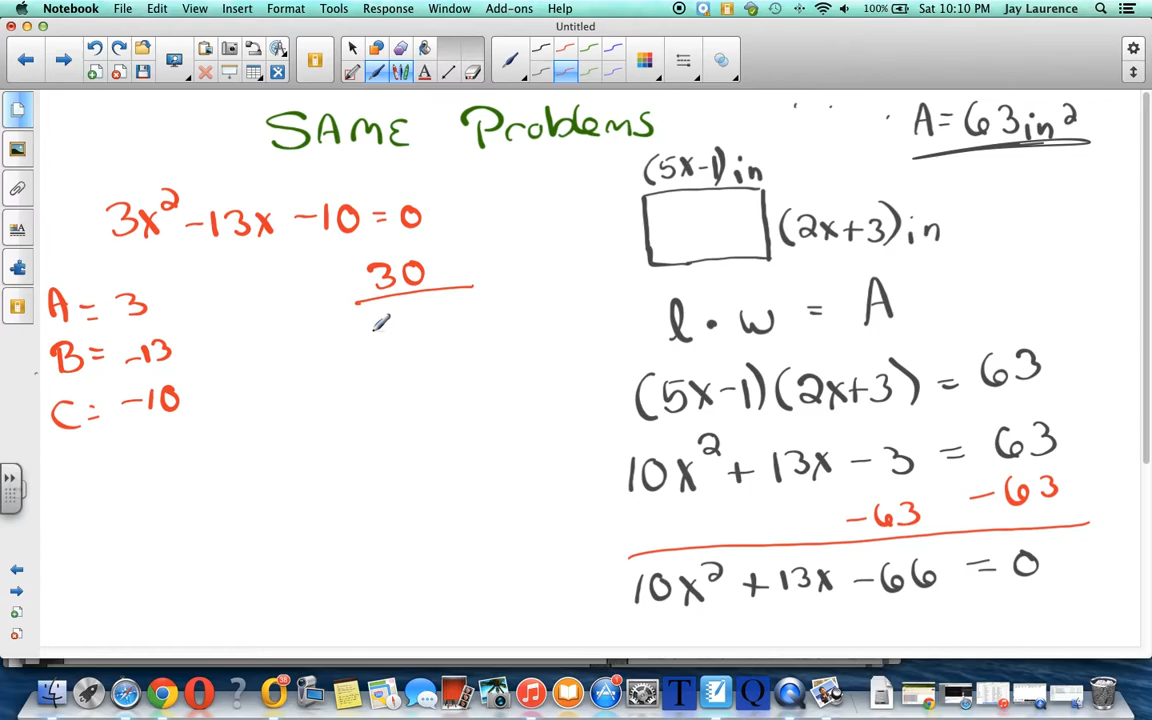 Notebook File Edit View Insert Format Tools Response Window Add-ons Help 100% Sat 10:10 PM Jay Laurence
Untitled
SAME Problems
A=63in²
3x² -13x -10=0
30
A= 3
B= -13
C= -10
(5x-1)in
(2x+3)in
l · w = A
(5x-1)(2x+3) = 63
10x² + 13x - 3 = 63
-63 -63
10x² + 13x -66 = 0